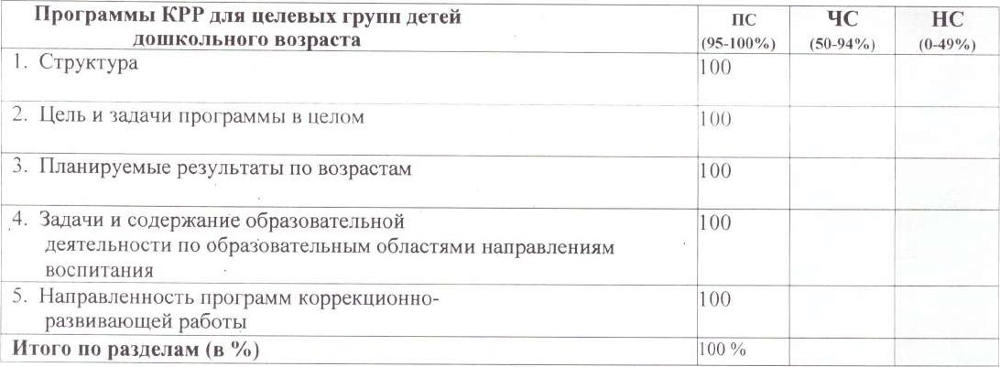 Программы КРР для целевых групп детей ПС ЧС НС
дошкольного возраста (95-100%) (50-94%) (0-49%)
1. Структура 100
2. Цель и задачи программы в целом 100
3. Планируемые результаты по возрастам 100
4. Задачи и содержание образовательной 100
деятельности по образовательным областями направлениям
воспитания
5. Направленность программ коррекционно- 100
развивающей работы
Итого по разделам (в %) 100 %